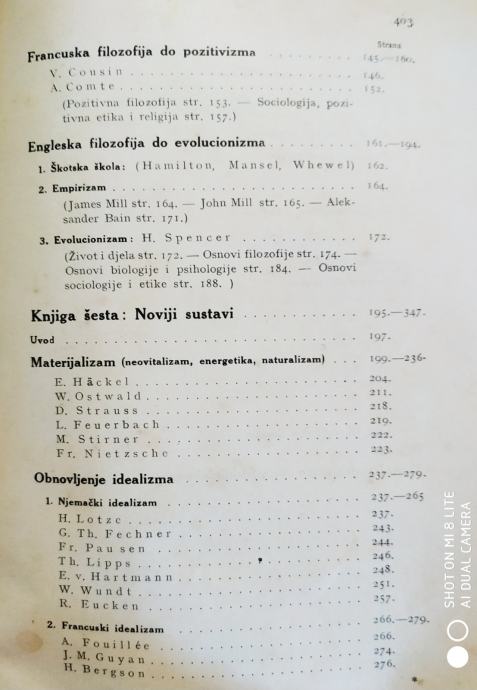 403
Strana
Francuska filozofija do pozitivizma . . . . . . . . 145.—160.
V. Cousin . . . . . . . . . . . . . . . . . . . . 146.
A. Comte . . . . . . . . . . . . . . . . . . . . 152.
(Pozitivna filozofija str. 153. — Sociologija, pozi-
tivna etika i religija str. 157.)
Engleska filozofija do evolucionizma . . . . . . . . 161.—194.
1. Škotska škola: (Hamilton, Mansel, Whewel) 162.
2. Empirizam . . . . . . . . . . . . . . . . . . . . 164.
(James Mill str. 164. — John Mill str. 165. — Alek-
sander Bain str. 171.)
3. Evolucionizam: H. Spencer . . . . . . . . . . . . 172.
(Život i djela str. 172. — Osnovi filozofije str. 174. —
Osnovi biologije i psihologije str. 184. — Osnovi
sociologije i etike str. 188. )
Knjiga šesta: Noviji sustavi . . . . . . . . . . . 195.—347.
Uvod . . . . . . . . . . . . . . . . . . . . . . . 197.
Materijalizam (neovitalizam, energetika, naturalizam) . . . 199.—236.
E. Häckel . . . . . . . . . . . . . . . . . . . . 204.
W. Ostwald . . . . . . . . . . . . . . . . . . . . 211.
D. Strauss . . . . . . . . . . . . . . . . . . . . 218.
L. Feuerbach . . . . . . . . . . . . . . . . . . . 219.
M. Stirner . . . . . . . . . . . . . . . . . . . . 222.
Fr. Nietzsche . . . . . . . . . . . . . . . . . . . 223.
Obnovljenje idealizma . . . . . . . . . . . . . . . 237.—279.
1. Njemački idealizam . . . . . . . . . . . . . . . 237.—265
H. Lotze . . . . . . . . . . . . . . . . . . . . . 237.
G. Th. Fechner . . . . . . . . . . . . . . . . . . 243.
Fr. Pausen . . . . . . . . . . . . . . . . . . . . 244.
Th. Lipps . . . . . . . . . . . . . . . . . . . . . 246.
E. v. Hartmann . . . . . . . . . . . . . . . . . . 248.
W. Wundt . . . . . . . . . . . . . . . . . . . . . 251.
R. Eucken . . . . . . . . . . . . . . . . . . . . . 257.
2. Francuski idealizam . . . . . . . . . . . . . . . 266.—279.
A. Fouillée . . . . . . . . . . . . . . . . . . . . 266.
J. M. Guyan . . . . . . . . . . . . . . . . . . . . 274.
H. Bergson . . . . . . . . . . . . . . . . . . . . 276.
SHOT ON MI 8 LITE
AI DUAL CAMERA